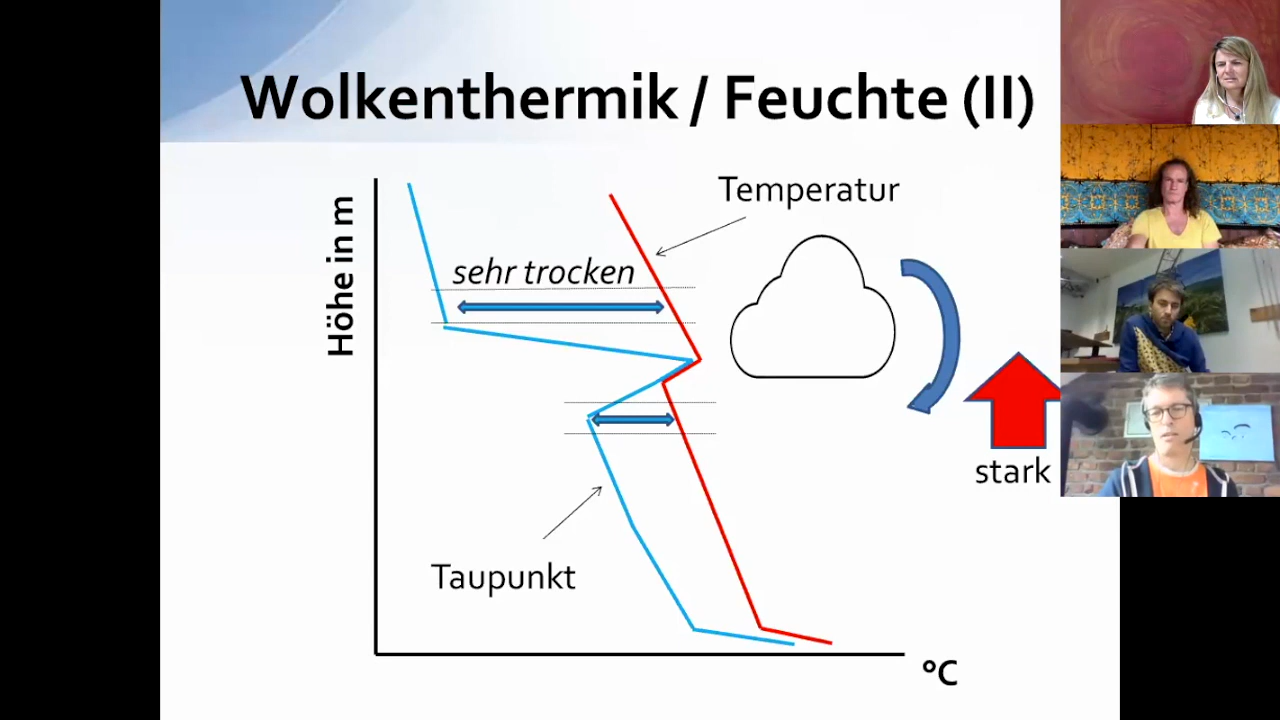 Wolkenthermik / Feuchte (II)
Temperatur
Höhe in m
sehr trocken
stark
Taupunkt
°C